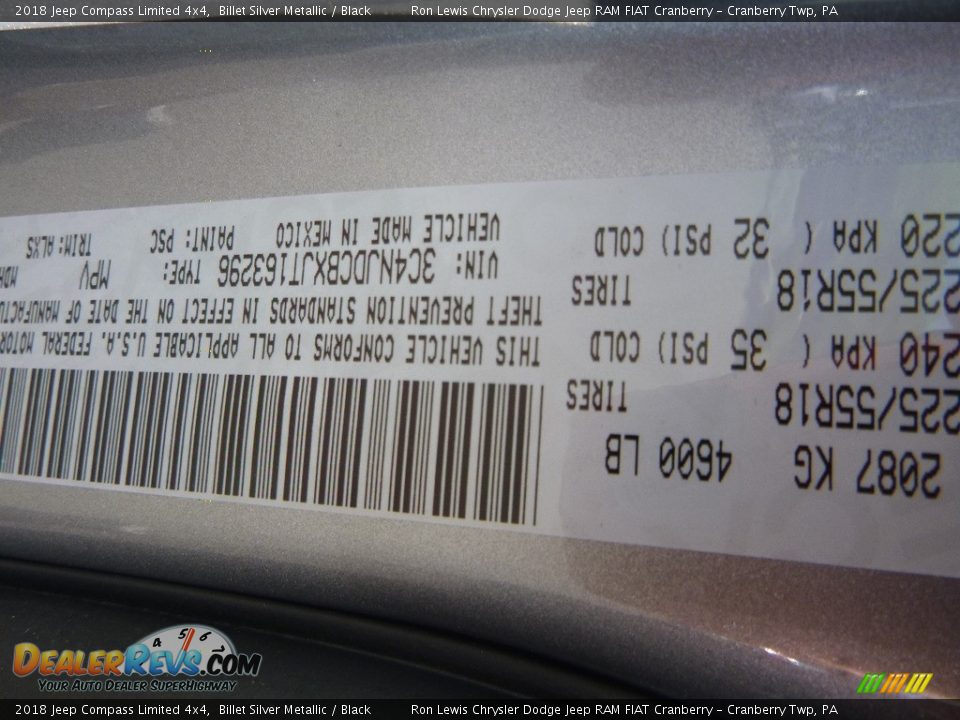 2018 Jeep Compass Limited 4x4, Billet Silver Metallic / Black Ron Lewis Chrysler Dodge Jeep RAM FIAT Cranberry – Cranberry Twp, PA
2087 KG 4600 LB
225/55R18 TIRES
240 KPA ( 35 PSI) COLD
225/55R18 TIRES
220 KPA ( 32 PSI) COLD
THIS VEHICLE CONFORMS TO ALL APPLICABLE U.S.A. FEDERAL MOTOR
THEFT PREVENTION STANDARDS IN EFFECT ON THE DATE OF MANUFACTU
VIN: 3C4NJDCBXJT163296 TYPE: MPV
VEHICLE MADE IN MEXICO PAINT: PSC TRIM:ALXS
4 5 6
DealerRevs.com
Your Auto Dealer SuperHighway
2018 Jeep Compass Limited 4x4, Billet Silver Metallic / Black Ron Lewis Chrysler Dodge Jeep RAM FIAT Cranberry – Cranberry Twp, PA